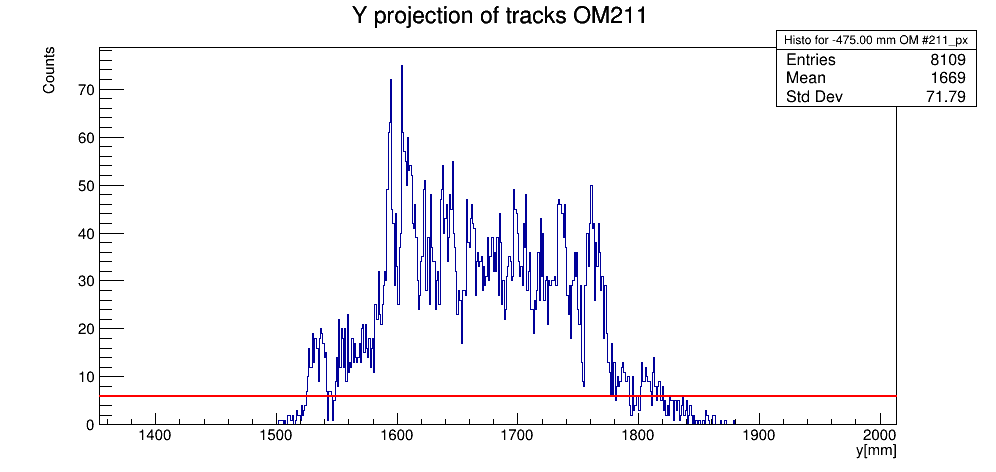 Y projection of tracks OM211
Histo for -475.00 mm OM #211_px
Entries 8109
Mean 1669
Std Dev 71.79
Counts
70
60
50
40
30
20
10
0
1400 1500 1600 1700 1800 1900 2000
y[mm]